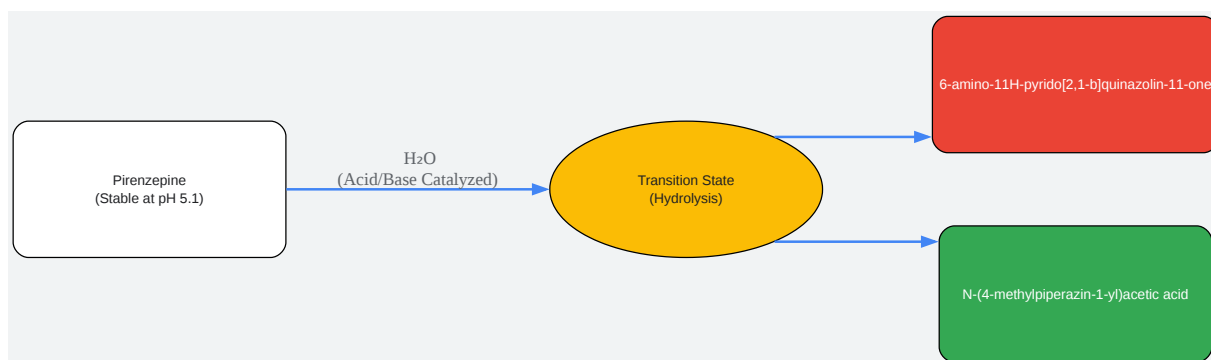 Pirenzepine
(Stable at pH 5.1)
H₂O
(Acid/Base Catalyzed)
Transition State
(Hydrolysis)
6-amino-11H-pyrido[2,1-b]quinazolin-11-one
N-(4-methylpiperazin-1-yl)acetic acid